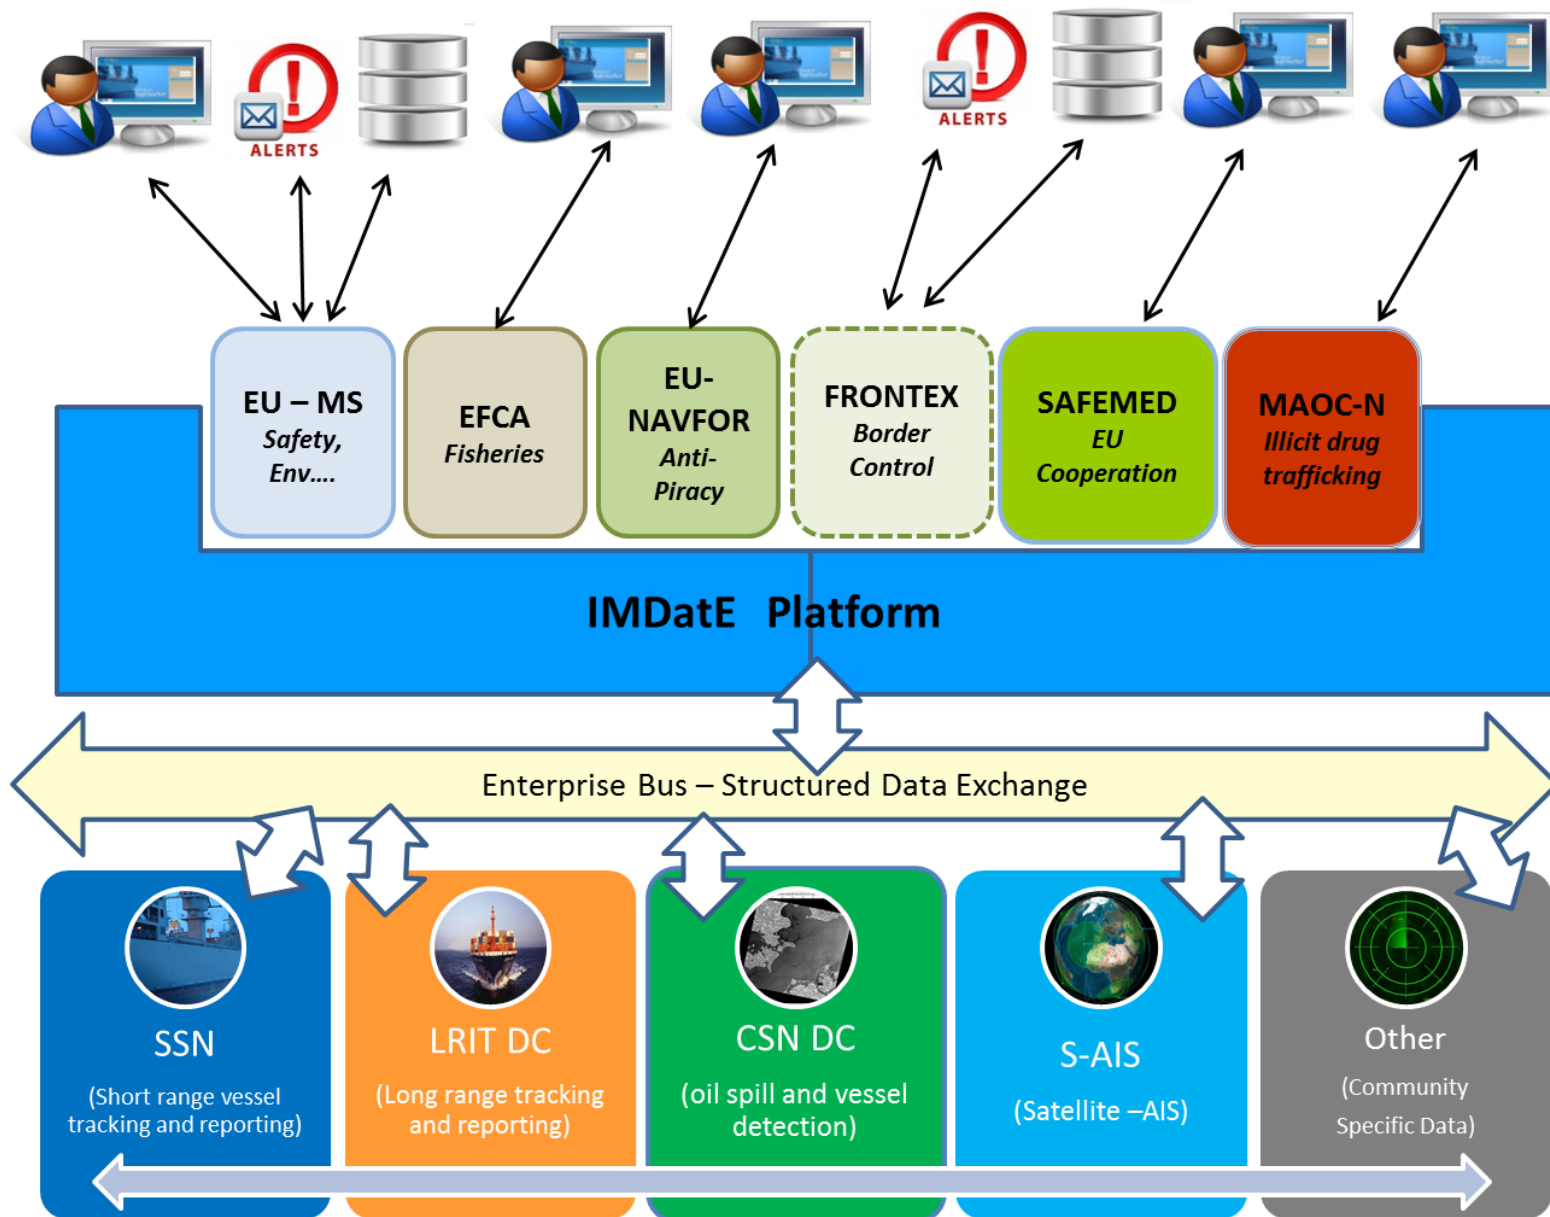 ALERTS
ALERTS
EU – MS
Safety,
Env....
EFCA
Fisheries
EU-
NAVFOR
Anti-
Piracy
FRONTEX
Border
Control
SAFEMED
EU
Cooperation
MAOC-N
Illicit drug
trafficking
IMDatE Platform
Enterprise Bus – Structured Data Exchange
SSN
(Short range vessel
tracking and reporting)
LRIT DC
(Long range tracking
and reporting)
CSN DC
(oil spill and vessel
detection)
S-AIS
(Satellite –AIS)
Other
(Community
Specific Data)